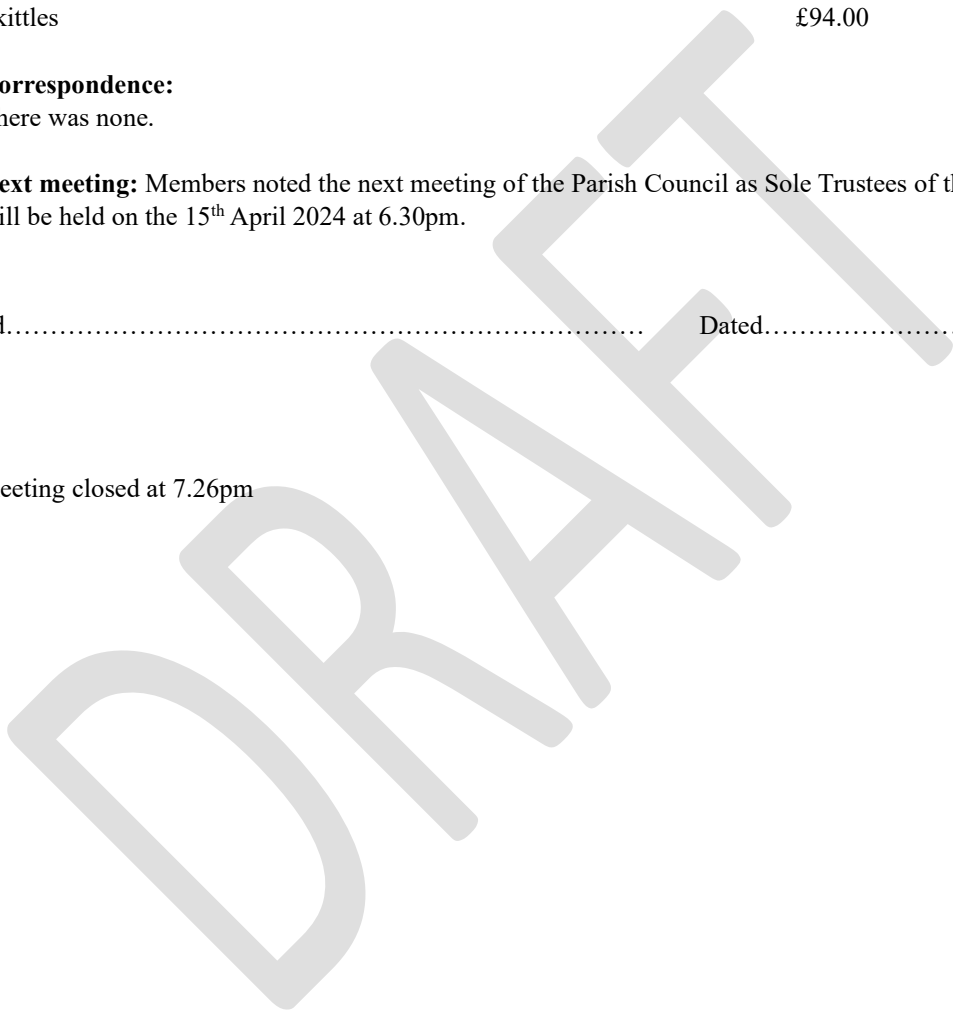 kittles £94.00
orrespondence:
here was none.
ext meeting: Members noted the next meeting of the Parish Council as Sole Trustees of th
ill be held on the 15th April 2024 at 6.30pm.
d........................................................................ Dated.....................
eeting closed at 7.26pm
DRAFT